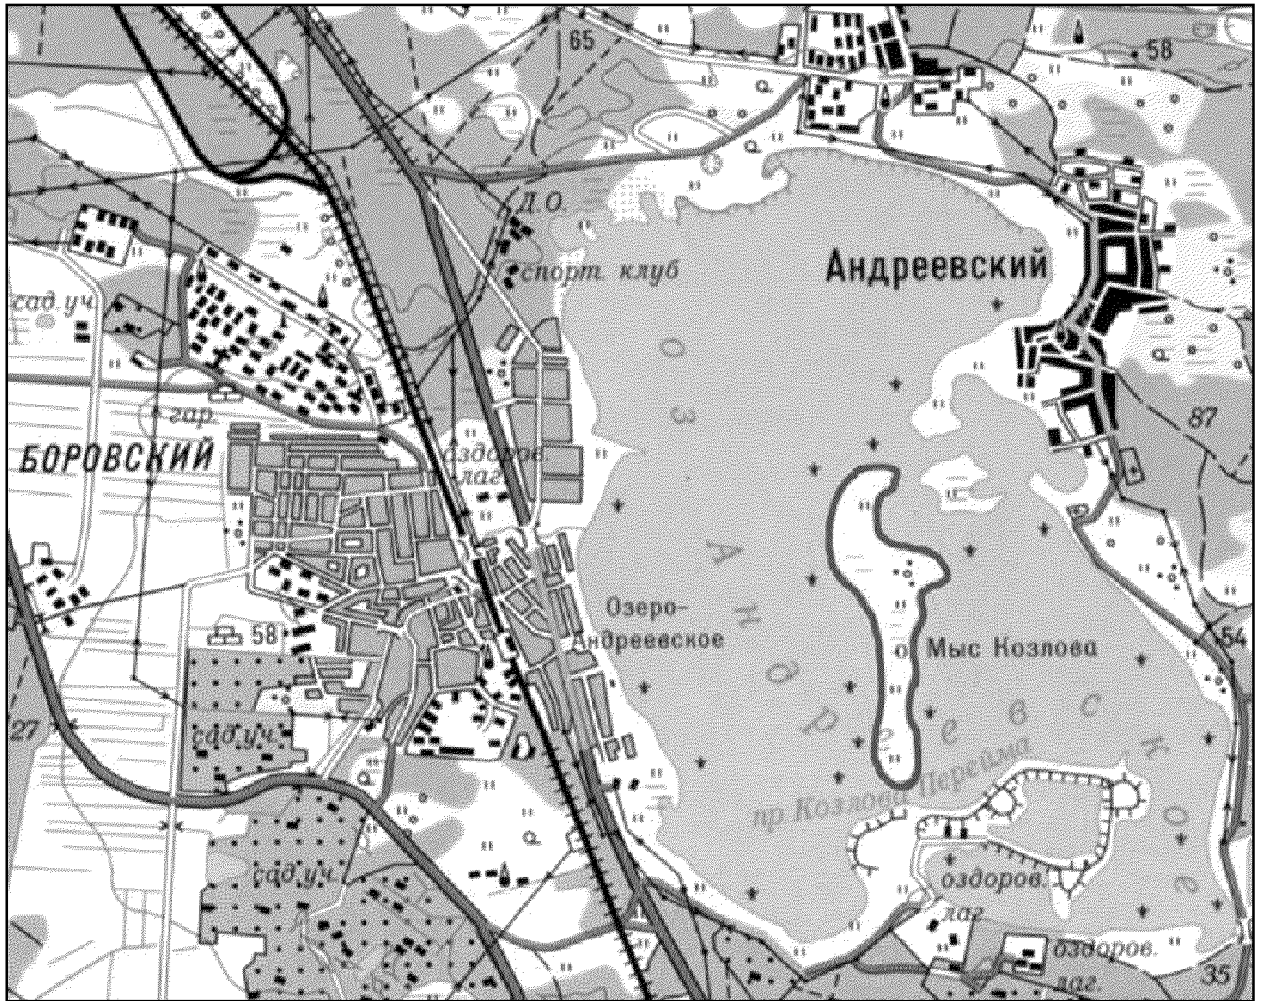 65
58
Д.О.
спорт. клуб
Андреевский
сад. уч.
гар.
87
БОРОВСКИЙ
оздоров.
лаг.
ОЗ. АНДРЕЕВСКОЕ
Озеро-
Андреевское
58
Мыс Козлова
54
27
сад. уч.
пр Козлова Перейма
сад. уч.
оздоров.
лаг.
оздоров.
лаг.
35